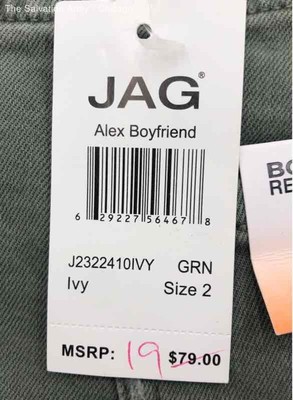 The Salvation
JAG®
Alex Boyfriend
6 29227 56467 8
J2322410IVY GRN
Ivy Size 2
MSRP: 19 $79.00
BO
RE